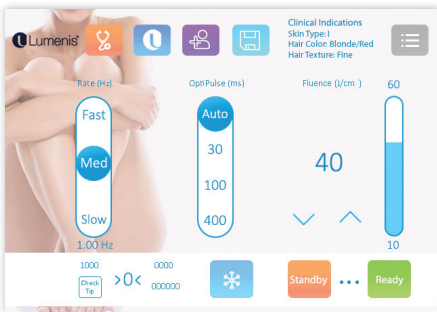 Lumenis
Clinical Indications
Skin Type: I
Hair Color: Blonde/Red
Hair Texture: Fine
Rate (Hz)
OptiPulse (ms)
Fluence (J/cm )
60
Fast
Med
Slow
1.00 Hz
Auto
30
100
400
40
10
1000
Check
Tip
>0<
0000
000000
Standby
Ready